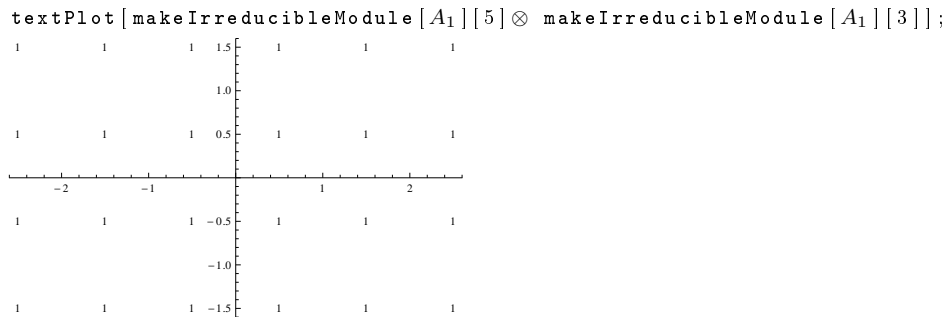 textPlot[makeIrreducibleModule[A₁][5]⊗ makeIrreducibleModule[A₁][3]];
1 1 1 1.5 1 1 1
1.0
1 1 1 0.5 1 1 1
−2 −1 1 2
1 1 1 −0.5 1 1 1
−1.0
1 1 1 −1.5 1 1 1